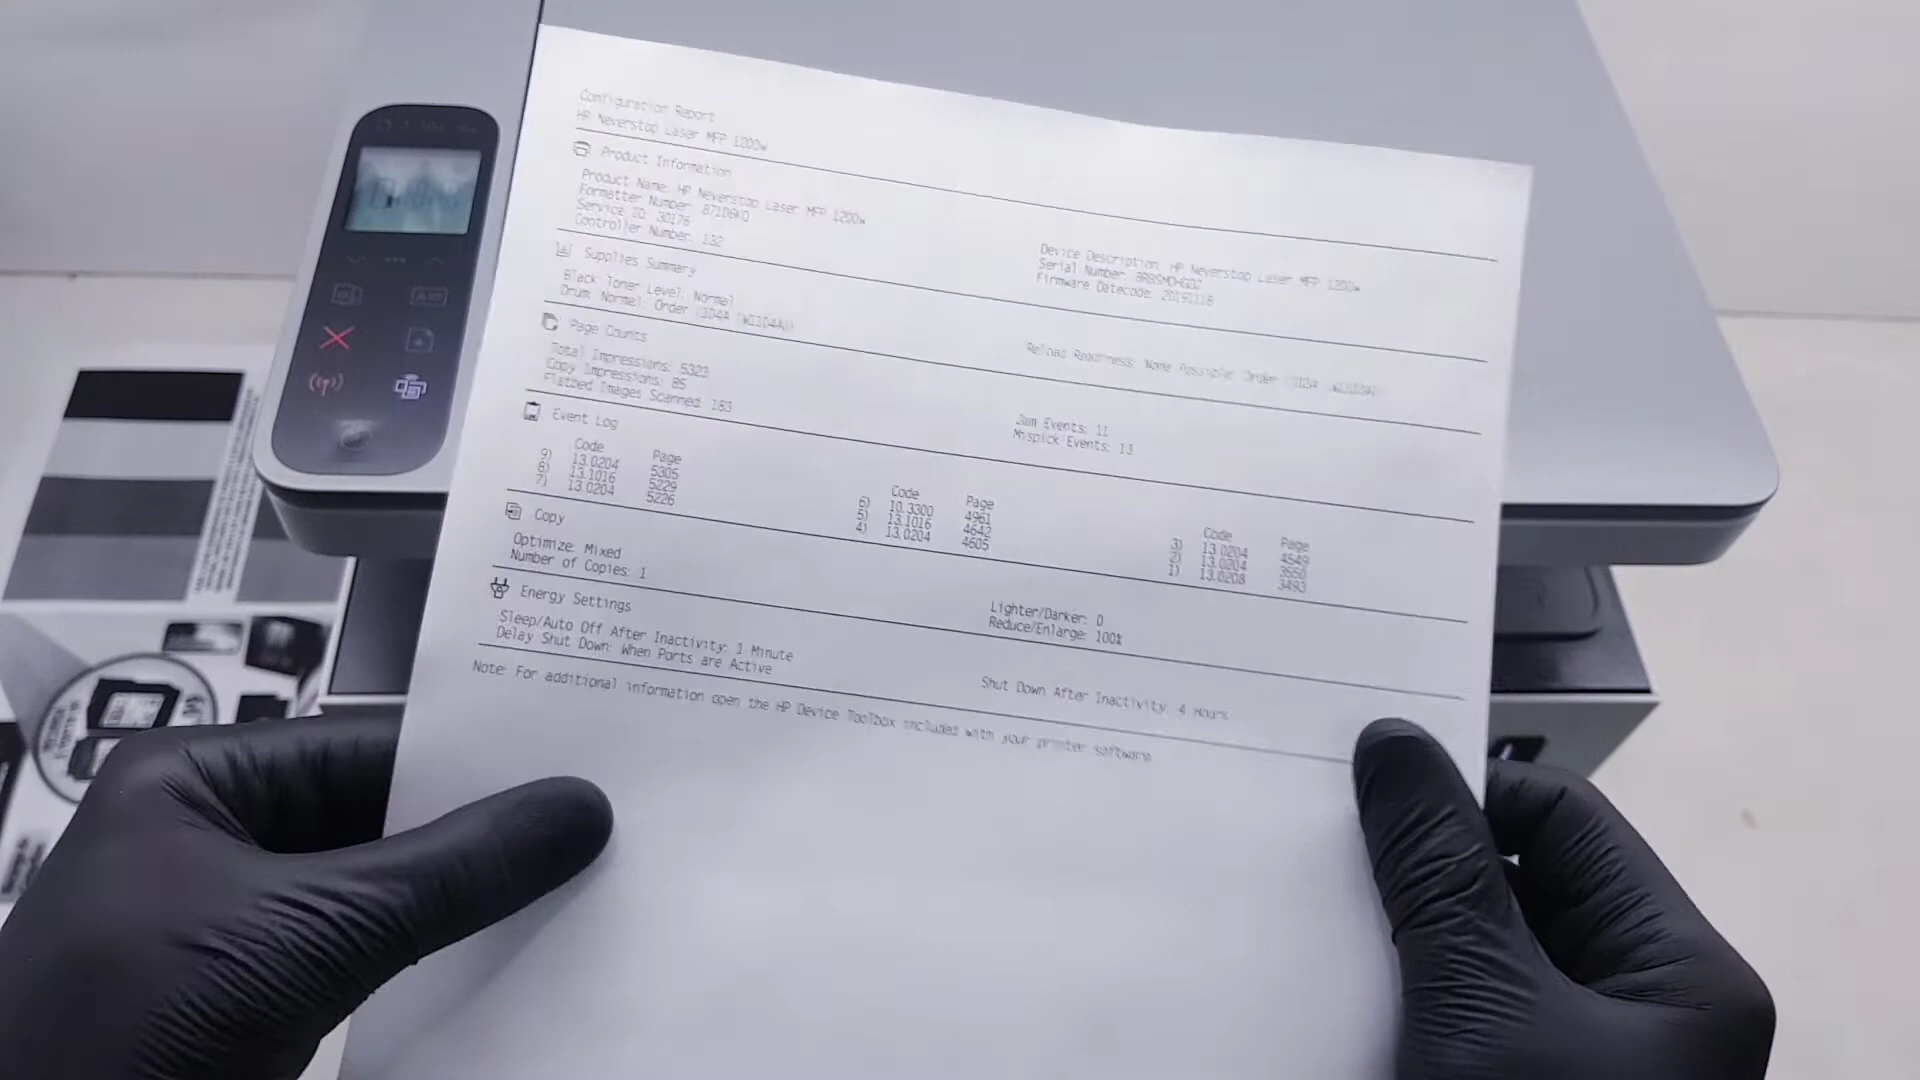 Configuration Report
HP Neverstop Laser MFP 1200w
Product Information
Product Name: HP Neverstop Laser MFP 1200w
Formatter Number:
Service ID: 30176
Controller Number: 132
Device Description: HP Neverstop Laser MFP 1200w
Serial Number:
Firmware Datecode: 20191118
Supplies Summary
Black Toner Level: Normal
Drum: Normal. Order (104A (W1104A))
Reload Readiness: None Possible. Order
Page Counts
Total Impressions: 5323
Copy Impressions: 85
Flatbed Images Scanned: 183
Jam Events: 11
Mispick Events: 13
Event Log
Code Page
9) 13.0204 5305
8) 13.1016 5229
7) 13.0204 5226
Code Page
6) 10.3300 4961
5) 13.1016 4642
4) 13.0204 4605
Code Page
3) 13.0204 4549
2) 13.0204 3550
1) 13.0208 3493
Copy
Optimize: Mixed
Number of Copies: 1
Lighter/Darker: 0
Reduce/Enlarge: 100%
Energy Settings
Sleep/Auto Off After Inactivity: 1 Minute
Delay Shut Down: When Ports are Active
Shut Down After Inactivity: 4 Hours
Note: For additional information open the HP Device Toolbox included with your printer software.